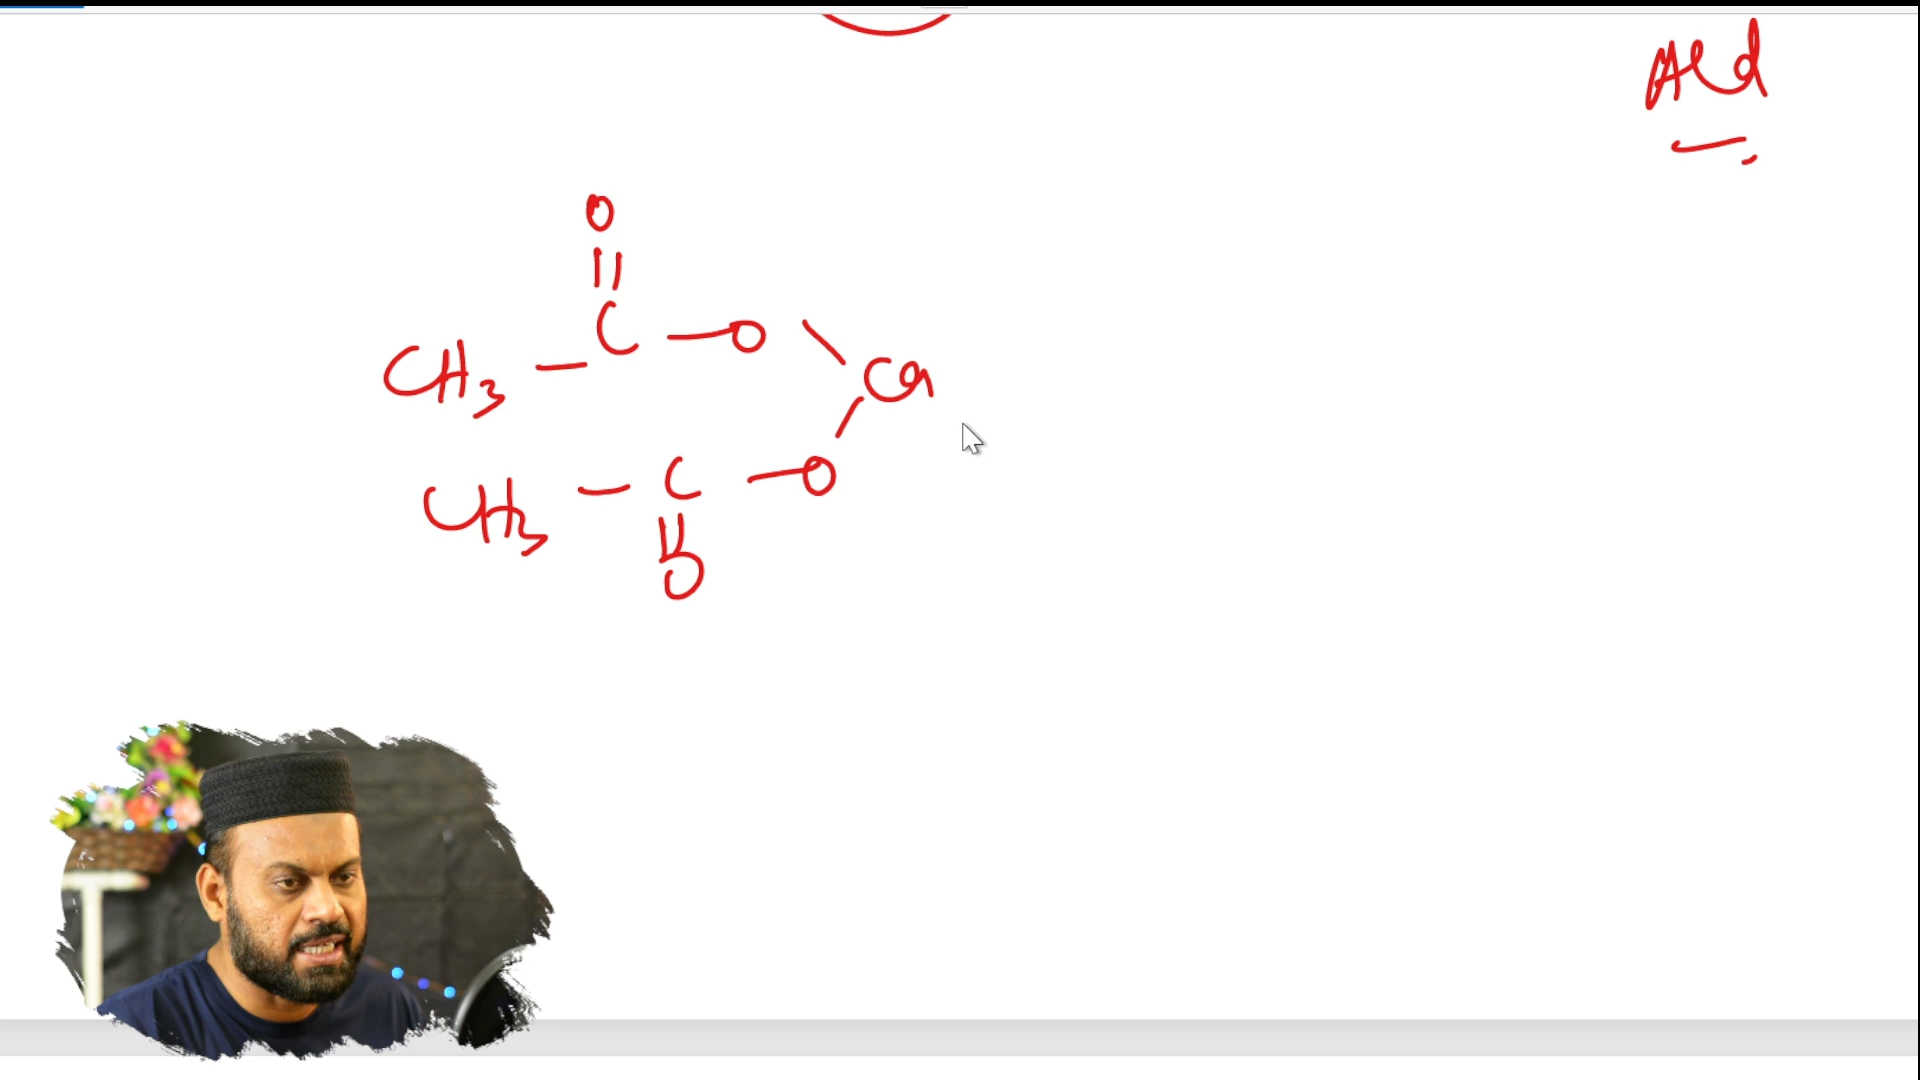 Ald
O
||
CH3 - C - O \ Ca
CH3 - C - O /
||
O